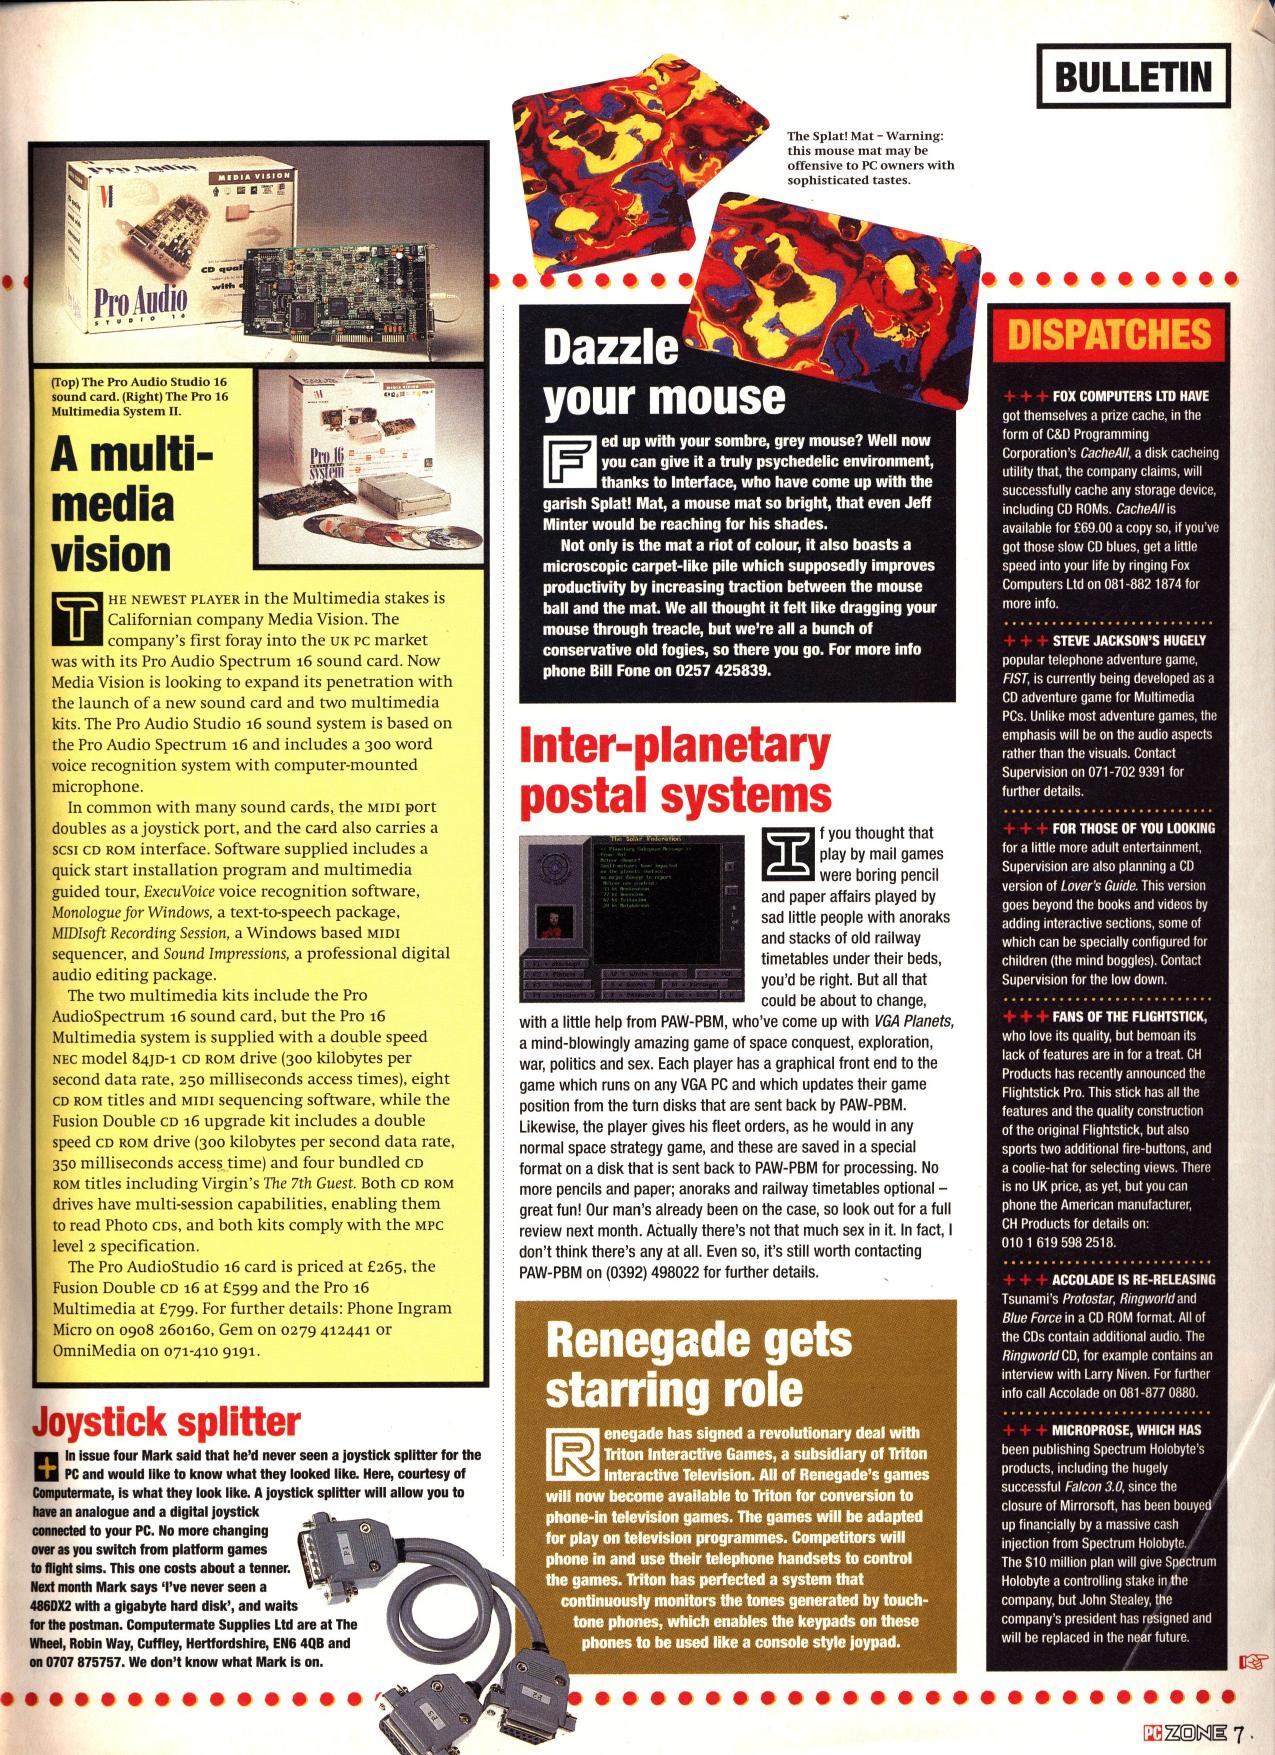 BULLETIN
The Splat! Mat – Warning:
this mouse mat may be
offensive to PC owners with
sophisticated tastes.
Pro Audio
MEDIA VISION
Pro Audio
STUDIO 16
(Top) The Pro Audio Studio 16
sound card. (Right) The Pro 16
Multimedia System II.
Pro 16
A multi-
media
vision
THE NEWEST PLAYER in the Multimedia stakes is
Californian company Media Vision. The
company's first foray into the UK PC market
was with its Pro Audio Spectrum 16 sound card. Now
Media Vision is looking to expand its penetration with
the launch of a new sound card and two multimedia
kits. The Pro Audio Studio 16 sound system is based on
the Pro Audio Spectrum 16 and includes a 300 word
voice recognition system with computer-mounted
microphone.
In common with many sound cards, the MIDI port
doubles as a joystick port, and the card also carries a
SCSI CD ROM interface. Software supplied includes a
quick start installation program and multimedia
guided tour, ExecuVoice voice recognition software,
Monologue for Windows, a text-to-speech package,
MIDIsoft Recording Session, a Windows based MIDI
sequencer, and Sound Impressions, a professional digital
audio editing package.
The two multimedia kits include the Pro
AudioSpectrum 16 sound card, but the Pro 16
Multimedia system is supplied with a double speed
NEC model 84JD-1 CD ROM drive (300 kilobytes per
second data rate, 250 milliseconds access times), eight
CD ROM titles and MIDI sequencing software, while the
Fusion Double CD 16 upgrade kit includes a double
speed CD ROM drive (300 kilobytes per second data rate,
350 milliseconds access time) and four bundled CD
ROM titles including Virgin's The 7th Guest. Both CD ROM
drives have multi-session capabilities, enabling them
to read Photo CDs, and both kits comply with the MPC
level 2 specification.
The Pro AudioStudio 16 card is priced at £265, the
Fusion Double CD 16 at £599 and the Pro 16
Multimedia at £799. For further details: Phone Ingram
Micro on 0908 260160, Gem on 0279 412441 or
OmniMedia on 071-410 9191.
Joystick splitter
+ In issue four Mark said that he'd never seen a joystick splitter for the
PC and would like to know what they looked like. Here, courtesy of
Computermate, is what they look like. A joystick splitter will allow you to
have an analogue and a digital joystick
connected to your PC. No more changing
over as you switch from platform games
to flight sims. This one costs about a tenner.
Next month Mark says 'I've never seen a
486DX2 with a gigabyte hard disk', and waits
for the postman. Computermate Supplies Ltd are at The
Wheel, Robin Way, Cuffley, Hertfordshire, EN6 4QB and
on 0707 875757. We don't know what Mark is on.
P1
P3
P2
Dazzle
your mouse
Fed up with your sombre, grey mouse? Well now
you can give it a truly psychedelic environment,
thanks to Interface, who have come up with the
garish Splat! Mat, a mouse mat so bright, that even Jeff
Minter would be reaching for his shades.
Not only is the mat a riot of colour, it also boasts a
microscopic carpet-like pile which supposedly improves
productivity by increasing traction between the mouse
ball and the mat. We all thought it felt like dragging your
mouse through treacle, but we're all a bunch of
conservative old fogies, so there you go. For more info
phone Bill Fone on 0257 425839.
Inter-planetary
postal systems
If you thought that
play by mail games
were boring pencil
and paper affairs played by
sad little people with anoraks
and stacks of old railway
timetables under their beds,
you'd be right. But all that
could be about to change,
with a little help from PAW-PBM, who've come up with VGA Planets,
a mind-blowingly amazing game of space conquest, exploration,
war, politics and sex. Each player has a graphical front end to the
game which runs on any VGA PC and which updates their game
position from the turn disks that are sent back by PAW-PBM.
Likewise, the player gives his fleet orders, as he would in any
normal space strategy game, and these are saved in a special
format on a disk that is sent back to PAW-PBM for processing. No
more pencils and paper; anoraks and railway timetables optional –
great fun! Our man's already been on the case, so look out for a full
review next month. Actually there's not that much sex in it. In fact, I
don't think there's any at all. Even so, it's still worth contacting
PAW-PBM on (0392) 498022 for further details.
Renegade gets
starring role
Renegade has signed a revolutionary deal with
Triton Interactive Games, a subsidiary of Triton
Interactive Television. All of Renegade's games
will now become available to Triton for conversion to
phone-in television games. The games will be adapted
for play on television programmes. Competitors will
phone in and use their telephone handsets to control
the games. Triton has perfected a system that
continuously monitors the tones generated by touch-
tone phones, which enables the keypads on these
phones to be used like a console style joypad.
DISPATCHES
+++ FOX COMPUTERS LTD HAVE
got themselves a prize cache, in the
form of C&D Programming
Corporation's CacheAll, a disk cacheing
utility that, the company claims, will
successfully cache any storage device,
including CD ROMs. CacheAll is
available for £69.00 a copy so, if you've
got those slow CD blues, get a little
speed into your life by ringing Fox
Computers Ltd on 081-882 1874 for
more info.
+++ STEVE JACKSON'S HUGELY
popular telephone adventure game,
FIST, is currently being developed as a
CD adventure game for Multimedia
PCs. Unlike most adventure games, the
emphasis will be on the audio aspects
rather than the visuals. Contact
Supervision on 071-702 9391 for
further details.
+++ FOR THOSE OF YOU LOOKING
for a little more adult entertainment,
Supervision are also planning a CD
version of Lover's Guide. This version
goes beyond the books and videos by
adding interactive sections, some of
which can be specially configured for
children (the mind boggles). Contact
Supervision for the low down.
+++ FANS OF THE FLIGHTSTICK,
who love its quality, but bemoan its
lack of features are in for a treat. CH
Products has recently announced the
Flightstick Pro. This stick has all the
features and the quality construction
of the original Flightstick, but also
sports two additional fire-buttons, and
a coolie-hat for selecting views. There
is no UK price, as yet, but you can
phone the American manufacturer,
CH Products for details on:
010 1 619 598 2518.
+++ ACCOLADE IS RE-RELEASING
Tsunami's Protostar, Ringworld and
Blue Force in a CD ROM format. All of
the CDs contain additional audio. The
Ringworld CD, for example contains an
interview with Larry Niven. For further
info call Accolade on 081-877 0880.
+++ MICROPROSE, WHICH HAS
been publishing Spectrum Holobyte's
products, including the hugely
successful Falcon 3.0, since the
closure of Mirrorsoft, has been bouyed
up financially by a massive cash
injection from Spectrum Holobyte.
The $10 million plan will give Spectrum
Holobyte a controlling stake in the
company, but John Stealey, the
company's president has resigned and
will be replaced in the near future.
PC ZONE 7